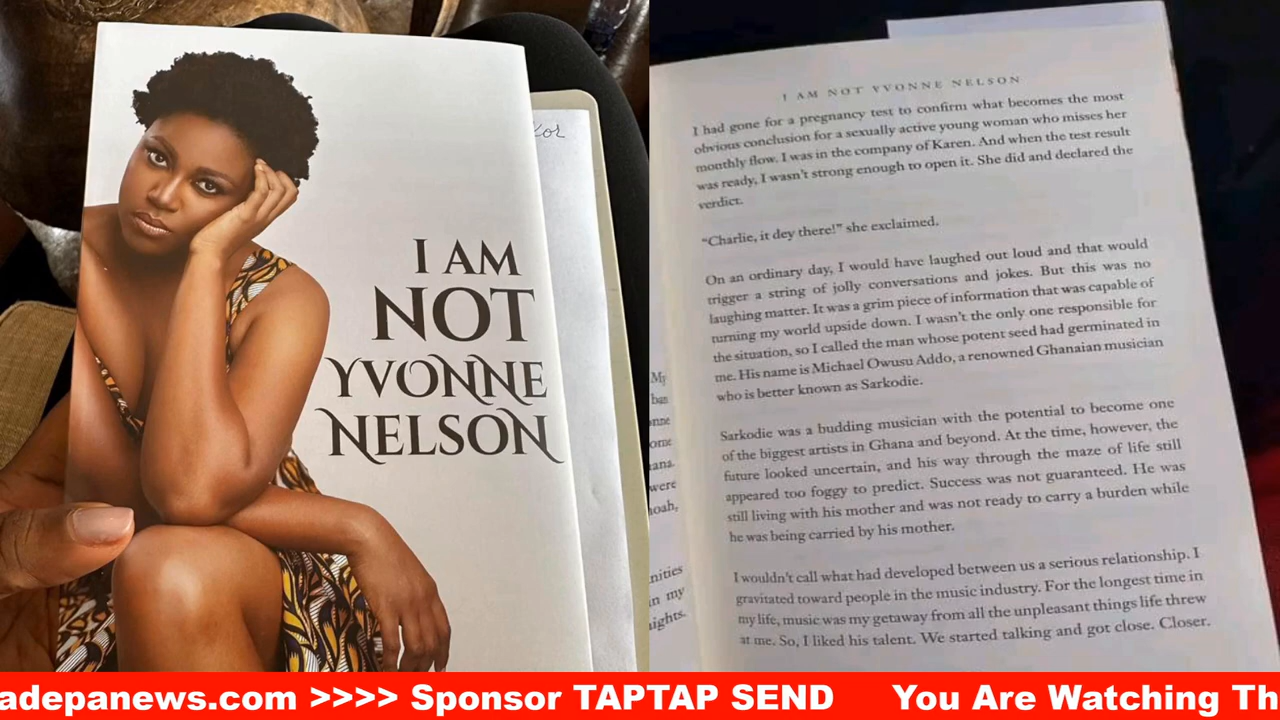 Lor
I AM
NOT
YVONNE
NELSON
I AM NOT YVONNE NELSON
I had gone for a pregnancy test to confirm what becomes the most
obvious conclusion for a sexually active young woman who misses her
monthly flow. I was in the company of Karen. And when the test result
was ready, I wasn't strong enough to open it. She did and declared the
verdict.
“Charlie, it dey there!” she exclaimed.
On an ordinary day, I would have laughed out loud and that would
trigger a string of jolly conversations and jokes. But this was no
laughing matter. It was a grim piece of information that was capable of
turning my world upside down. I wasn't the only one responsible for
the situation, so I called the man whose potent seed had germinated in
me. His name is Michael Owusu Addo, a renowned Ghanaian musician
who is better known as Sarkodie.
Sarkodie was a budding musician with the potential to become one
of the biggest artists in Ghana and beyond. At the time, however, the
future looked uncertain, and his way through the maze of life still
appeared too foggy to predict. Success was not guaranteed. He was
still living with his mother and was not ready to carry a burden while
he was being carried by his mother.
I wouldn't call what had developed between us a serious relationship. I
gravitated toward people in the music industry. For the longest time in
my life, music was my getaway from all the unpleasant things life threw
at me. So, I liked his talent. We started talking and got close. Closer.
My
onne
ome
ans.
were
noah,
nities
in my
nights.
adepanews.com >>>> Sponsor TAPTAP SEND You Are Watching Th